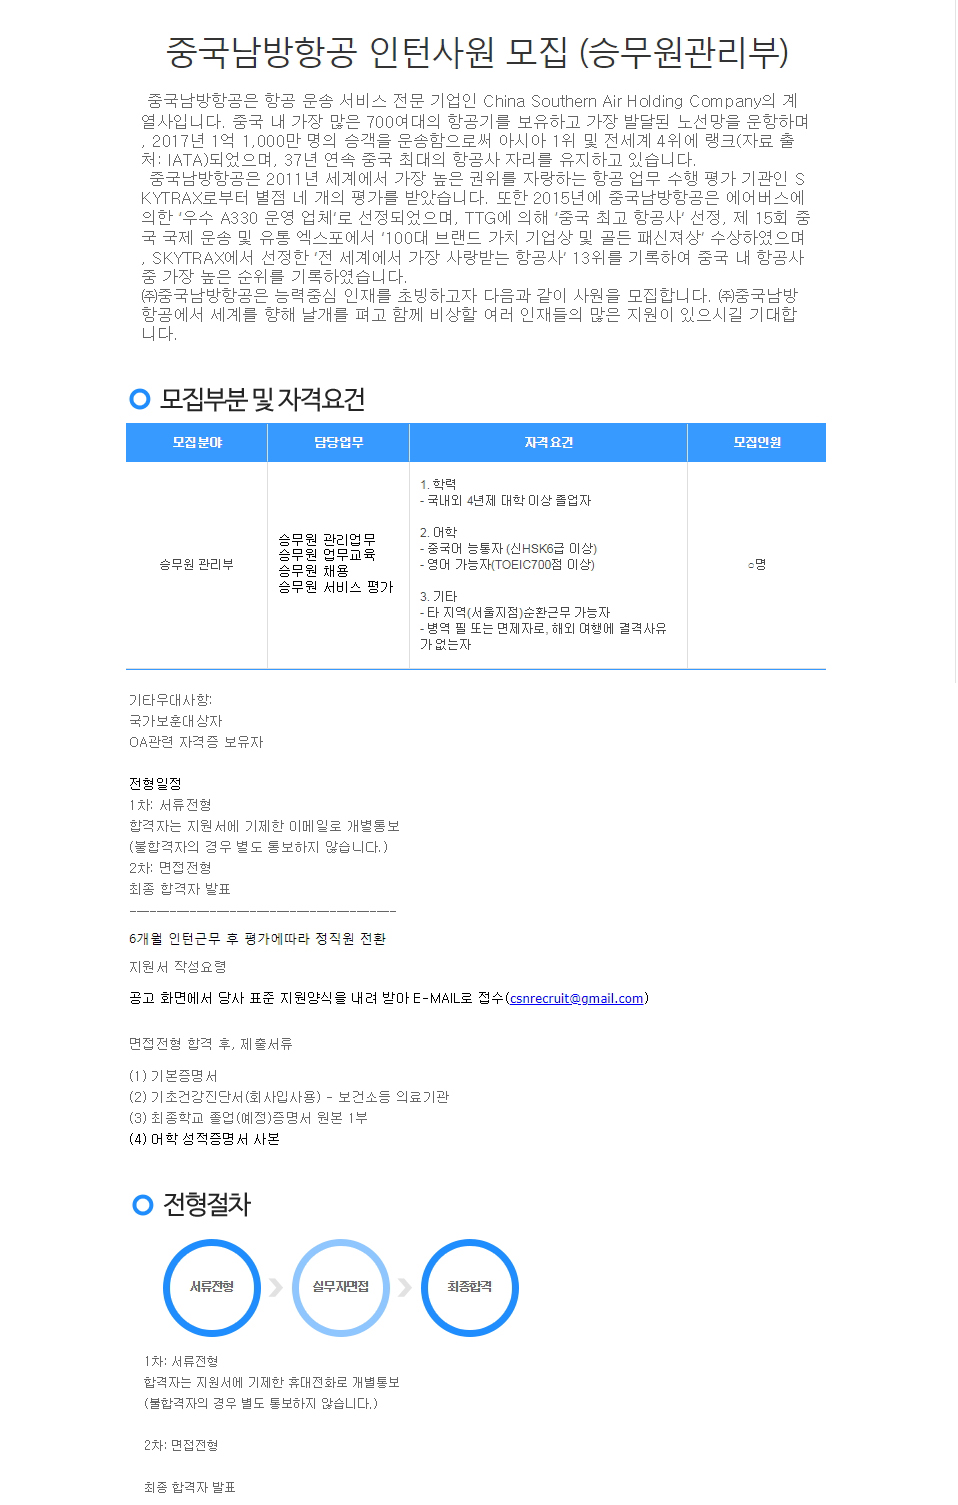 중국남방항공 인턴사원 모집 (승무원관리부)
중국남방항공은 항공 운송 서비스 전문 기업인 China Southern Air Holding Company의 계
열사입니다. 중국 내 가장 많은 700여대의 항공기를 보유하고 가장 발달된 노선망을 운항하며
, 2017년 1억 1,000만 명의 승객을 운송함으로써 아시아 1위 및 전세계 4위에 랭크(자료 출
처: IATA)되었으며, 37년 연속 중국 최대의 항공사 자리를 유지하고 있습니다.
중국남방항공은 2011년 세계에서 가장 높은 권위를 자랑하는 항공 업무 수행 평가 기관인 S
KYTRAX로부터 별점 네 개의 평가를 받았습니다. 또한 2015년에 중국남방항공은 에어버스에
의한 '우수 A330 운영 업체'로 선정되었으며, TTG에 의해 '중국 최고 항공사' 선정, 제 15회 중
국 국제 운송 및 유통 엑스포에서 '100대 브랜드 가치 기업상 및 골든 패신져상' 수상하였으며
, SKYTRAX에서 선정한 '전 세계에서 가장 사랑받는 항공사' 13위를 기록하여 중국 내 항공사
중 가장 높은 순위를 기록하였습니다.
㈜중국남방항공은 능력중심 인재를 초빙하고자 다음과 같이 사원을 모집합니다. ㈜중국남방
항공에서 세계를 향해 날개를 펴고 함께 비상할 여러 인재들의 많은 지원이 있으시길 기대합
니다.
모집부분 및 자격요건
모집분야 담당업무 자격요건 모집인원
승무원 관리부
승무원 관리업무
승무원 업무교육
승무원 채용
승무원 서비스 평가
1. 학력
- 국내외 4년제 대학 이상 졸업자
2. 어학
- 중국어 능통자 (신HSK6급 이상)
- 영어 가능자(TOEIC700점 이상)
3. 기타
- 타 지역(서울지점)순환근무 가능자
- 병역 필 또는 면제자로, 해외 여행에 결격사유
가 없는자
○명
기타우대사항:
국가보훈대상자
OA관련 자격증 보유자
전형일정
1차: 서류전형
합격자는 지원서에 기제한 이메일로 개별통보
(불합격자의 경우 별도 통보하지 않습니다.)
2차: 면접전형
최종 합격자 발표
----------------------------------------
6개월 인턴근무 후 평가에따라 정직원 전환
지원서 작성요령
공고 화면에서 당사 표준 지원양식을 내려 받아 E-MAIL로 접수(csnrecruit@gmail.com)
면접전형 합격 후, 제출서류
(1) 기본증명서
(2) 기초건강진단서(회사입사용) - 보건소등 의료기관
(3) 최종학교 졸업(예정)증명서 원본 1부
(4) 어학 성적증명서 사본
전형절차
서류전형 실무자면접 최종합격
1차: 서류전형
합격자는 지원서에 기제한 휴대전화로 개별통보
(불합격자의 경우 별도 통보하지 않습니다.)
2차: 면접전형
최종 합격자 발표